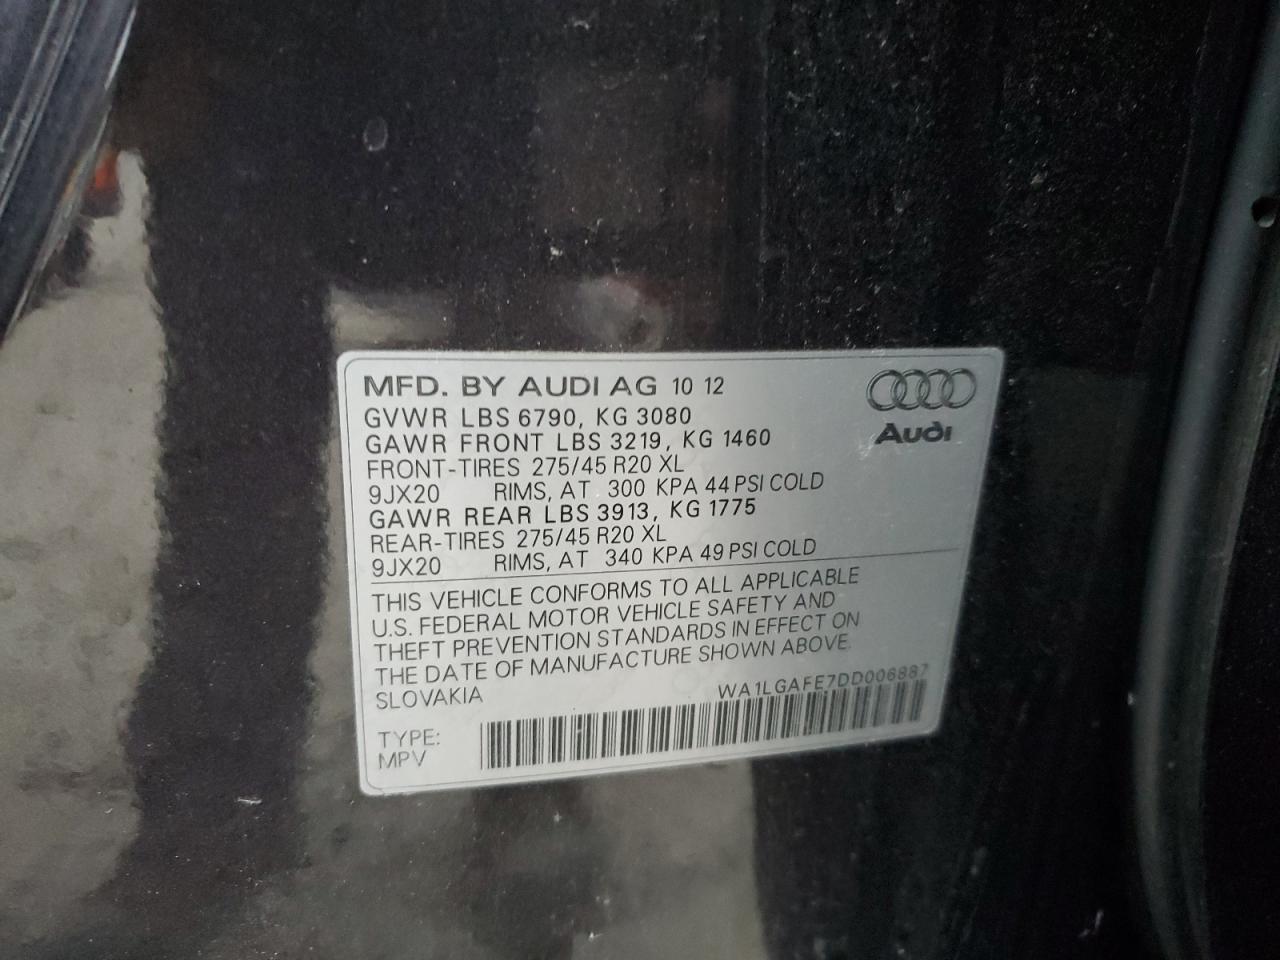 MFD. BY AUDI AG 10 12
Audi
GVWR LBS 6790, KG 3080
GAWR FRONT LBS 3219, KG 1460
FRONT-TIRES 275/45 R20 XL
9JX20 RIMS, AT 300 KPA 44 PSI COLD
GAWR REAR LBS 3913, KG 1775
REAR-TIRES 275/45 R20 XL
9JX20 RIMS, AT 340 KPA 49 PSI COLD
THIS VEHICLE CONFORMS TO ALL APPLICABLE
U.S. FEDERAL MOTOR VEHICLE SAFETY AND
THEFT PREVENTION STANDARDS IN EFFECT ON
THE DATE OF MANUFACTURE SHOWN ABOVE.
SLOVAKIA WA1LGAFE7DD006887
TYPE:
MPV